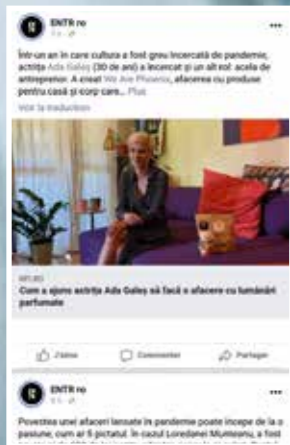 ENTR ro
Într-un an în care cultura a fost greu încercată de pandemie,
actrița Ada Galeș (30 de ani) a încercat și un alt rol: acela de
antreprenor. A creat We Are Phoenix, afacerea cu produse
pentru casă și corp care... Plus
Voir la traduction
Cum a ajuns actrița Ada Galeș să facă o afacere cu lumânări
parfumate
J'aime
Commenter
Partager
ENTR ro
Povestea unei afaceri lansate în pandemie poate începe de la o
pasiune, cum ar fi pictatul. În cazul Loredanei Munteanu, a fost